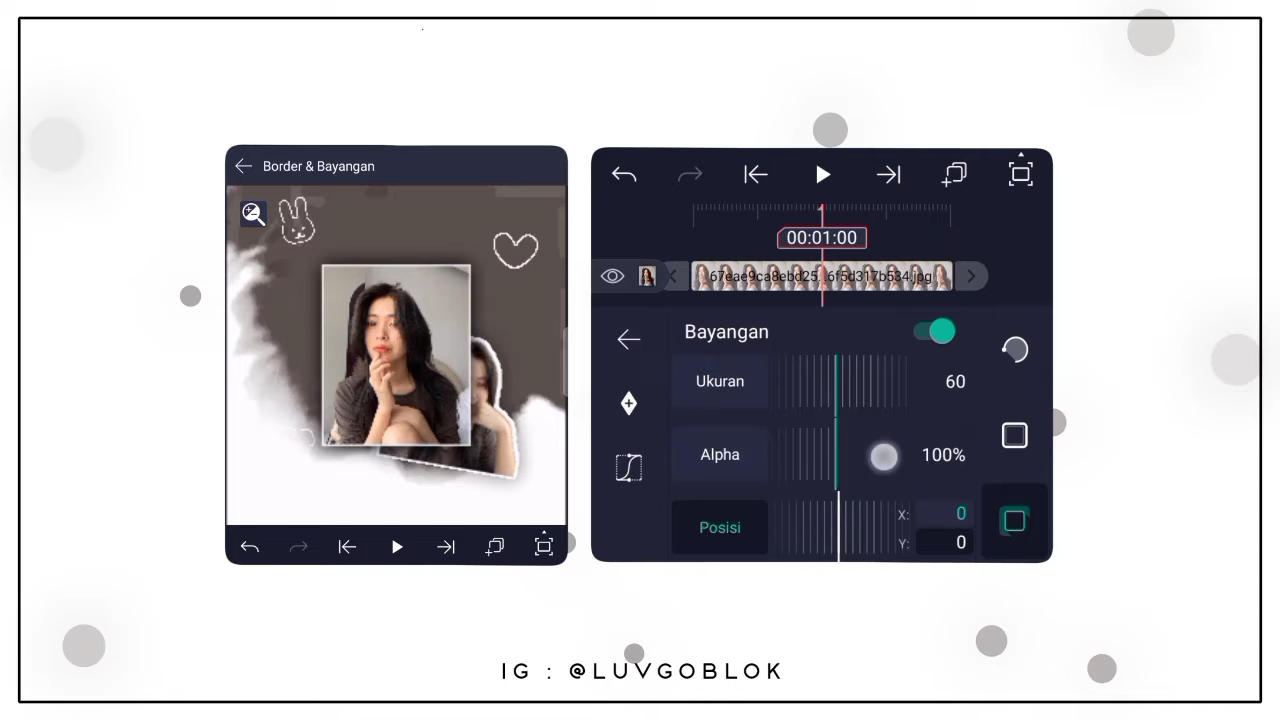 Border & Bayangan
00:01:00
67eae9ca8ebd25...6f5d317b534.jpg
Bayangan
Ukuran
60
Alpha
100%
Posisi
X: 0
Y: 0
IG : @LUVGOBLOK